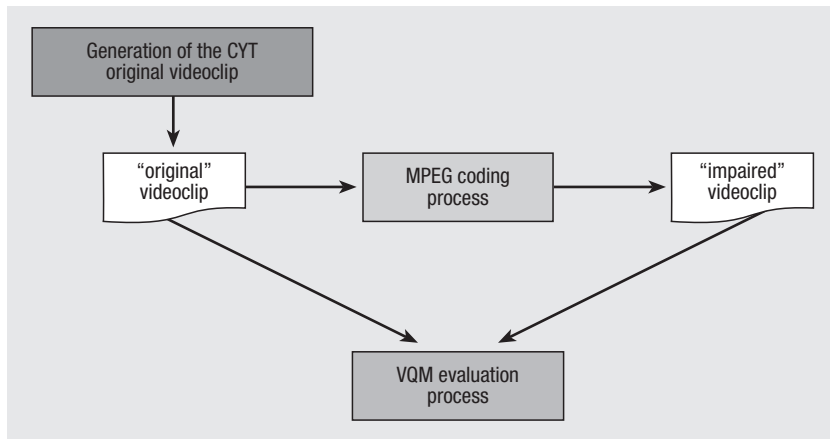 Generation of the CYT
original videoclip
“original”
videoclip
MPEG coding
process
“impaired”
videoclip
VQM evaluation
process